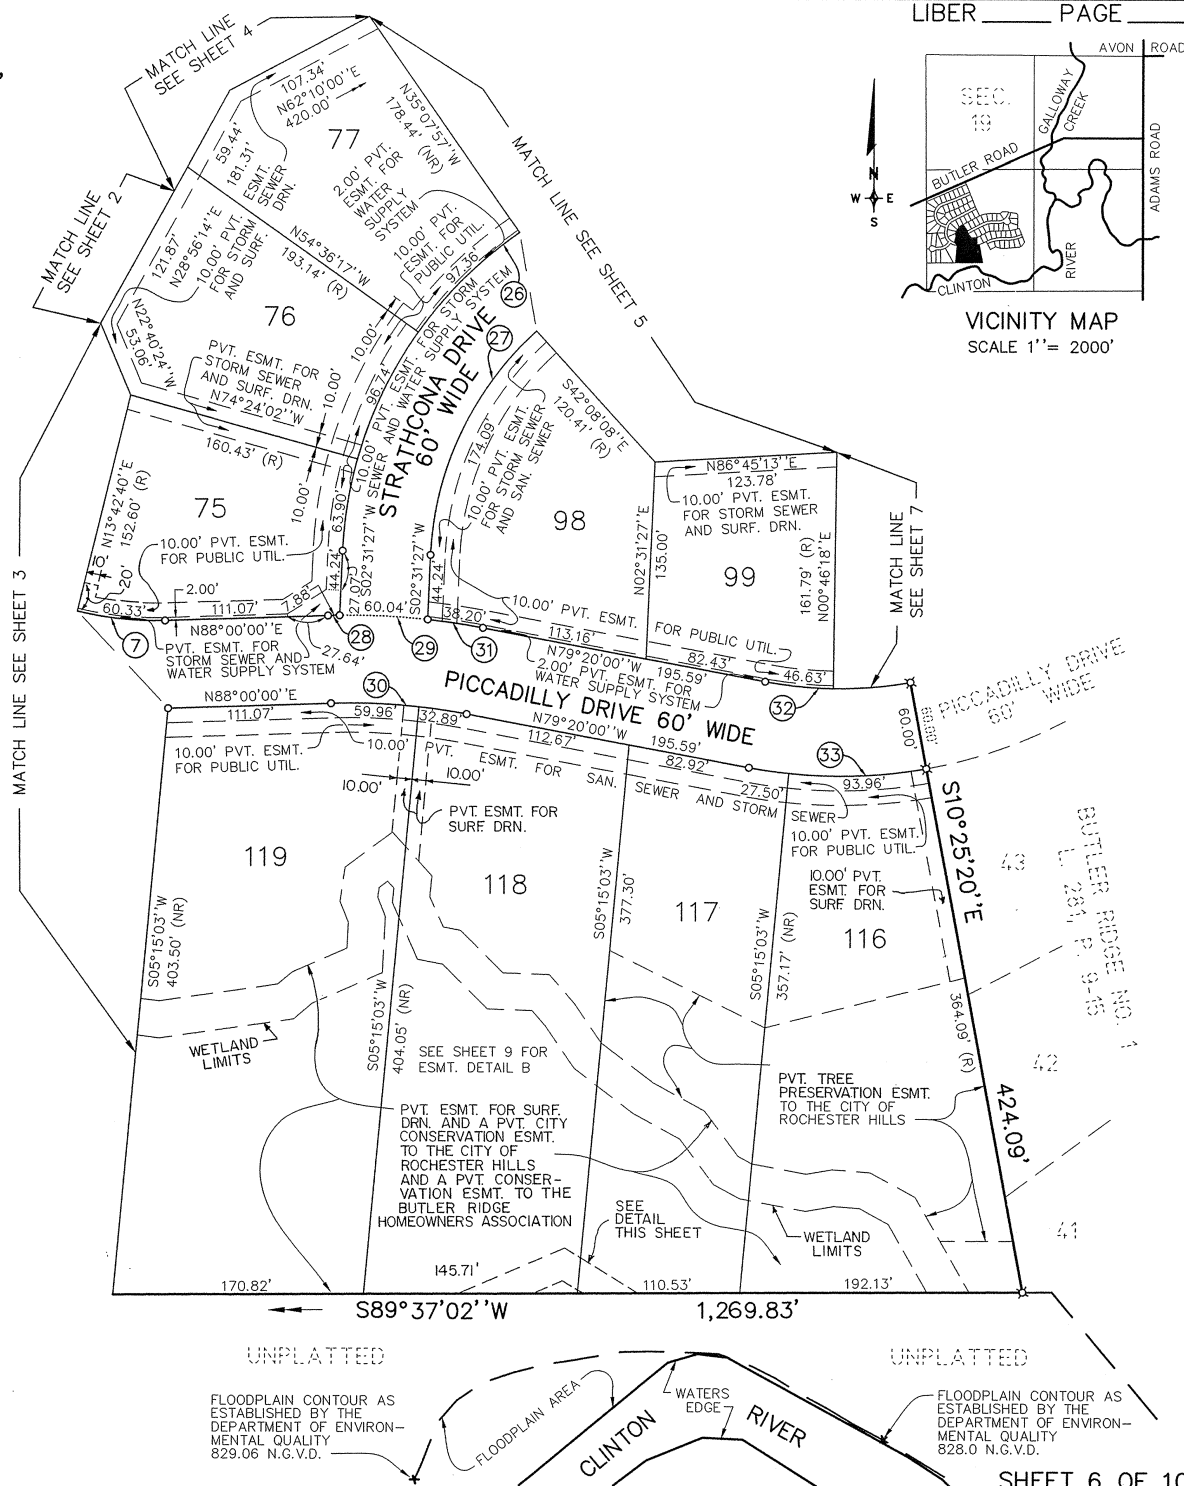 LIBER ______ PAGE ______
MATCH LINE
SEE SHEET 4
MATCH LINE
SEE SHEET 2
MATCH LINE SEE SHEET 5
MATCH LINE SEE SHEET 3
MATCH LINE
SEE SHEET 7
AVON ROAD
SEC.
19
GALLOWAY
CREEK
BUTLER ROAD
ADAMS ROAD
RIVER
CLINTON
N
W E
S
VICINITY MAP
SCALE 1''= 2000'
107.34'
N62°10'00''E
420.00'
77
N35°07'57''W
178.44' (NR)
59.44'
181.31'
ESMT.
SEWER
DRN.
2.00' PVT.
ESMT. FOR
WATER
SUPPLY
SYSTEM
10.00' PVT.
ESMT. FOR
PUBLIC UTIL.
97.36'
26
N54°36'17''W
193.14' (R)
121.87'
N28°56'14''E
10.00' PVT.
FOR STORM
AND SURF.
N22°40'24''W
53.06'
76
10.00'
10.00'
96.74'
PVT. ESMT. FOR
STORM SEWER
AND SURF. DRN.
N74°24'02''W
160.43' (R)
10.00' PVT. ESMT. FOR STORM
SEWER AND WATER SUPPLY SYSTEM
STRATHCONA DRIVE
60' WIDE
27
174.09'
10.00' PVT. ESMT.
FOR STORM SEWER
AND SAN. SEWER
S42°08'08''E
120.41' (R)
98
N86°45'13''E
123.78'
10.00' PVT. ESMT.
FOR STORM SEWER
AND SURF. DRN.
N02°31'27''E
135.00'
99
161.79' (R)
N00°46'18''E
N13°42'40''E
152.60' (R)
75
10.00'
63.90'
10.00' PVT. ESMT.
FOR PUBLIC UTIL.
10'
20'
2.00'
60.33'
111.07'
7.88'
N88°00'00''E
44.24'
27.07'
S02°31'27''W
60.04'
S02°31'27''W
44.24'
38.20'
7
PVT. ESMT. FOR
STORM SEWER AND
WATER SUPPLY SYSTEM
27.64'
28
29
31
10.00' PVT. ESMT.
FOR PUBLIC UTIL.
113.16'
N79°20'00''W
195.59'
82.43'
46.63'
2.00' PVT. ESMT. FOR
WATER SUPPLY SYSTEM
32
PICCADILLY DRIVE 60' WIDE
60.00'
60.00'
PICCADILLY DRIVE
60' WIDE
N88°00'00''E
30
111.07'
59.96'
32.89'
N79°20'00''W
195.59'
112.67'
82.92'
27.50'
33
93.96'
10.00' PVT. ESMT.
FOR PUBLIC UTIL.
10.00'
PVT. ESMT. FOR SAN. SEWER AND STORM SEWER
10.00'
10.00'
PVT. ESMT. FOR
SURF. DRN.
10.00' PVT. ESMT.
FOR PUBLIC UTIL.
10.00' PVT.
ESMT. FOR
SURF. DRN.
S10°25'20''E
424.09'
364.09' (R)
43
42
41
BUTLER RIDGE NO. 1
L. 281, P. 9-15
119
118
117
116
S05°15'03''W
403.50' (NR)
S05°15'03''W
404.05' (NR)
S05°15'03''W
377.30'
S05°15'03''W
357.17' (NR)
WETLAND
LIMITS
SEE SHEET 9 FOR
ESMT. DETAIL B
PVT. ESMT. FOR SURF.
DRN. AND A PVT. CITY
CONSERVATION ESMT.
TO THE CITY OF
ROCHESTER HILLS
AND A PVT. CONSER-
VATION ESMT. TO THE
BUTLER RIDGE
HOMEOWNERS ASSOCIATION
PVT. TREE
PRESERVATION ESMT.
TO THE CITY OF
ROCHESTER HILLS
SEE
DETAIL
THIS SHEET
WETLAND
LIMITS
170.82'
145.71'
110.53'
192.13'
S89°37'02''W
1,269.83'
UNPLATTED
UNPLATTED
FLOODPLAIN CONTOUR AS
ESTABLISHED BY THE
DEPARTMENT OF ENVIRON-
MENTAL QUALITY
829.06 N.G.V.D.
FLOODPLAIN AREA
WATERS
EDGE
CLINTON
RIVER
FLOODPLAIN CONTOUR AS
ESTABLISHED BY THE
DEPARTMENT OF ENVIRON-
MENTAL QUALITY
828.0 N.G.V.D.
SHEET 6 OF 10